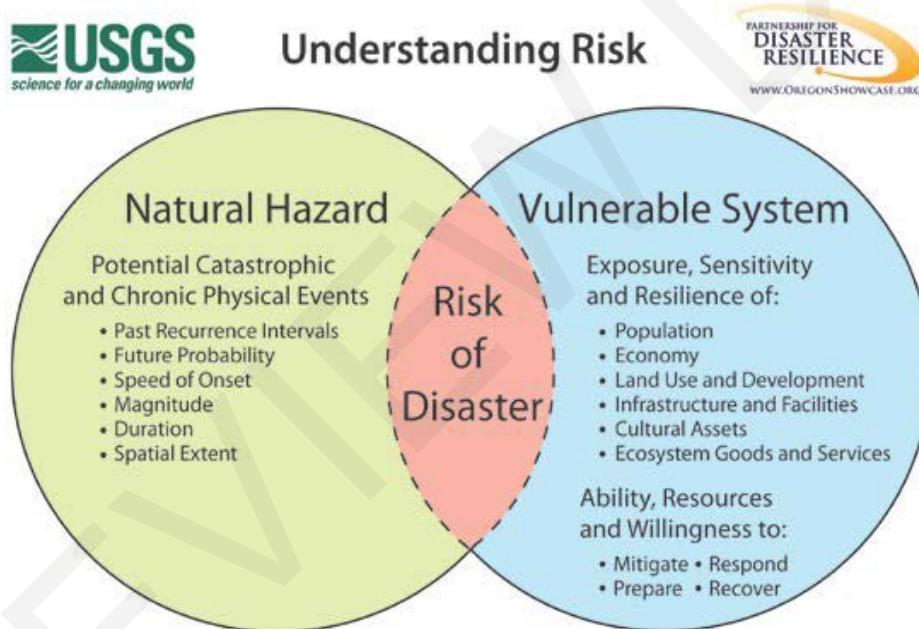 USGS
science for a changing world
Understanding Risk
PARTNERSHIP FOR
DISASTER
RESILIENCE
WWW.OREGONSHOWCASE.ORG
Natural Hazard
Potential Catastrophic
and Chronic Physical Events
• Past Recurrence Intervals
• Future Probability
• Speed of Onset
• Magnitude
• Duration
• Spatial Extent
Risk
of
Disaster
Vulnerable System
Exposure, Sensitivity
and Resilience of:
• Population
• Economy
• Land Use and Development
• Infrastructure and Facilities
• Cultural Assets
• Ecosystem Goods and Services
Ability, Resources
and Willingness to:
• Mitigate • Respond
• Prepare • Recover